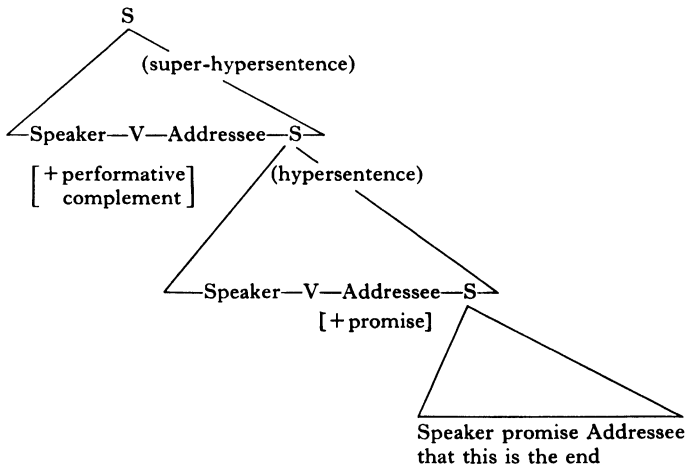 S
(super-hypersentence)
Speaker—V—Addressee—S
[+performative
complement]
(hypersentence)
Speaker—V—Addressee—S
[+promise]
Speaker promise Addressee
that this is the end